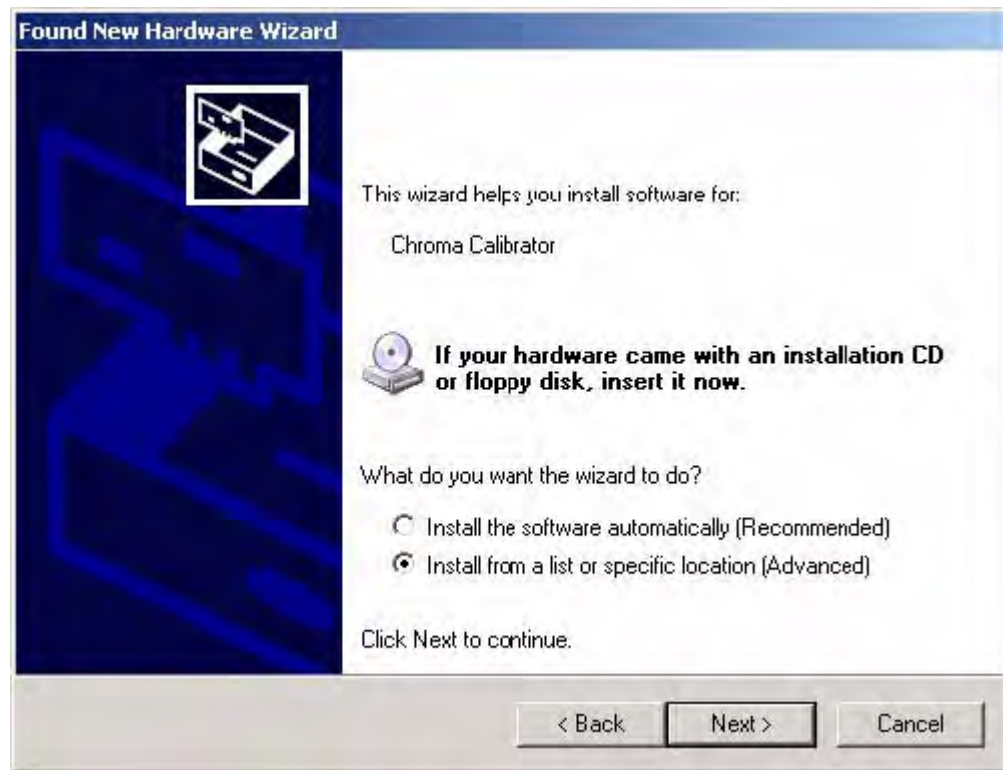 Found New Hardware Wizard
This wizard helps you install software for:
Chroma Calibrator
If your hardware came with an installation CD
or floppy disk, insert it now.
What do you want the wizard to do?
Install the software automatically (Recommended)
Install from a list or specific location (Advanced)
Click Next to continue.
< Back
Next >
Cancel